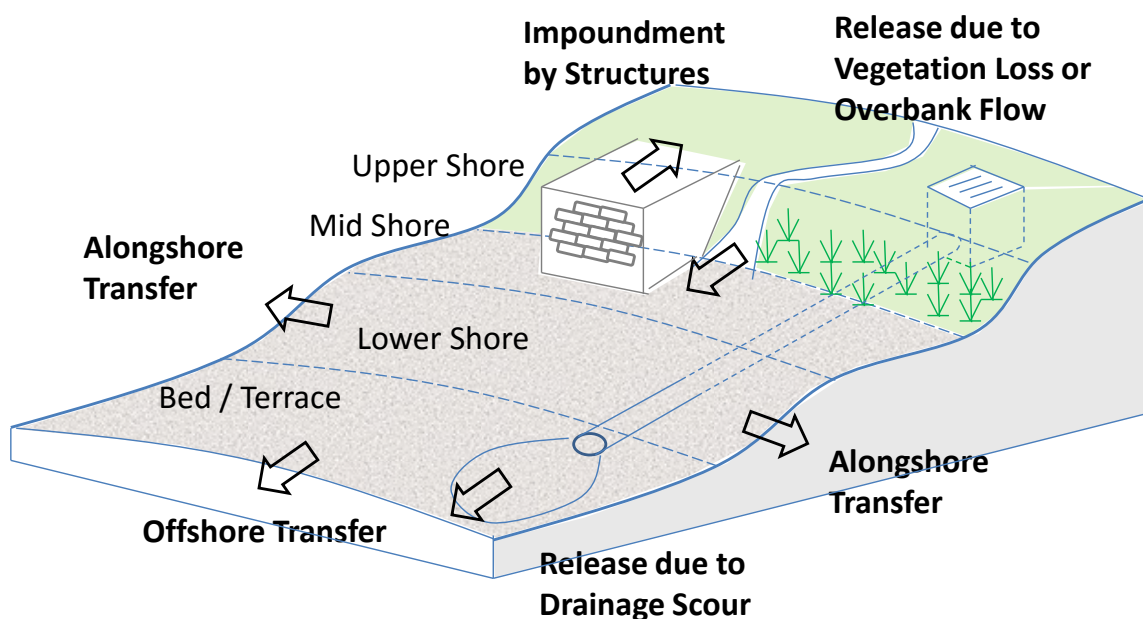 Impoundment
by Structures
Release due to
Vegetation Loss or
Overbank Flow
Upper Shore
Mid Shore
Alongshore
Transfer
Lower Shore
Bed / Terrace
Alongshore
Transfer
Offshore Transfer
Release due to
Drainage Scour